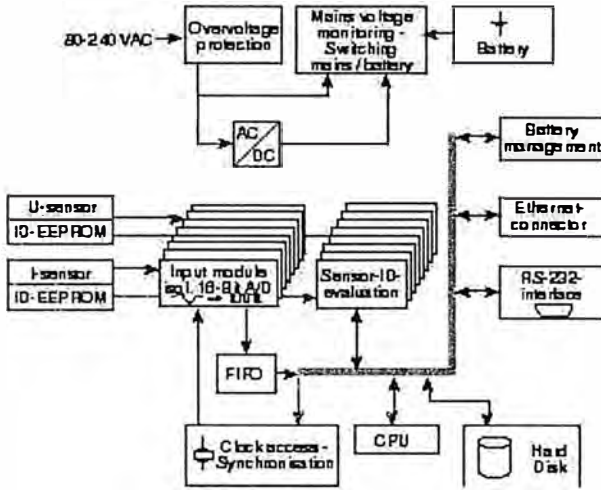 80-240 VAC
Overvoltage
protection
Mains voltage
monitoring -
Switching
mains / battery
Battery
AC
DC
Battery
management
U-sensor
ID-EEPROM
I-sensor
ID-EEPROM
Input module
isol. 16-Bit A/D
Sensor-ID-
evaluation
Ethernet-
connector
RS-232-
interface
FIFO
Clock access -
Synchronisation
CPU
Hard
Disk